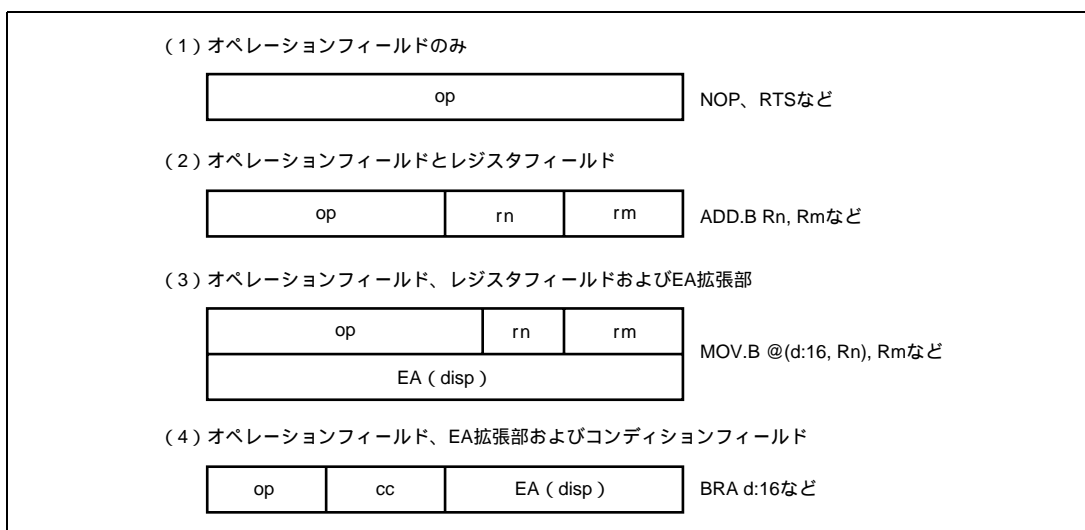 （1）オペレーションフィールドのみ
op
NOP、RTSなど
（2）オペレーションフィールドとレジスタフィールド
op rn rm
ADD.B Rn, Rmなど
（3）オペレーションフィールド、レジスタフィールドおよびEA拡張部
op rn rm
MOV.B @(d:16, Rn), Rmなど
EA（disp）
（4）オペレーションフィールド、EA拡張部およびコンディションフィールド
op cc EA（disp）
BRA d:16など